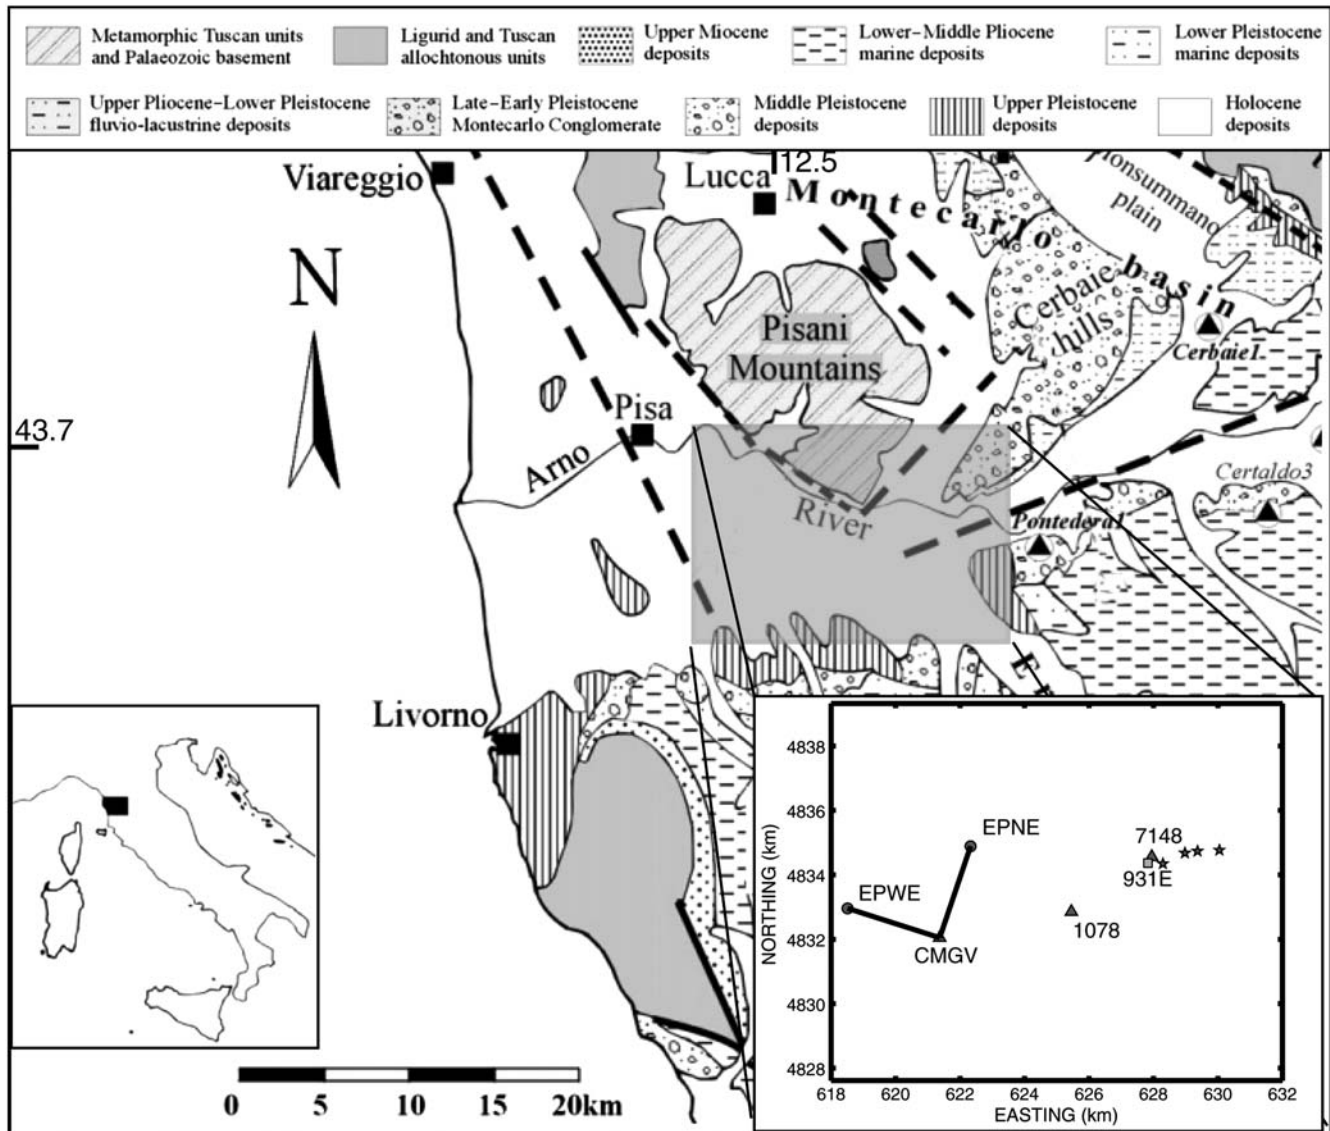 Metamorphic Tuscan units
and Palaeozoic basement
Ligurid and Tuscan
allochtonous units
Upper Miocene
deposits
Lower–Middle Pliocene
marine deposits
Lower Pleistocene
marine deposits
Upper Pliocene–Lower Pleistocene
fluvio-lacustrine deposits
Late–Early Pleistocene
Montecarlo Conglomerate
Middle Pleistocene
deposits
Upper Pleistocene
deposits
Holocene
deposits
12.5
Viareggio
Lucca
Montecarlo basin
plain
N
Pisani
Mountains
Cerbaie
hills
Cerbaie1
43.7
Pisa
Arno
River
Certaldo3
Pontedera1
Livorno
0 5 10 15 20km
NORTHING (km)
4838
4836
4834
4832
4830
4828
EPNE
EPWE
CMGV
7148
931E
1078
618 620 622 624 626 628 630 632
EASTING (km)